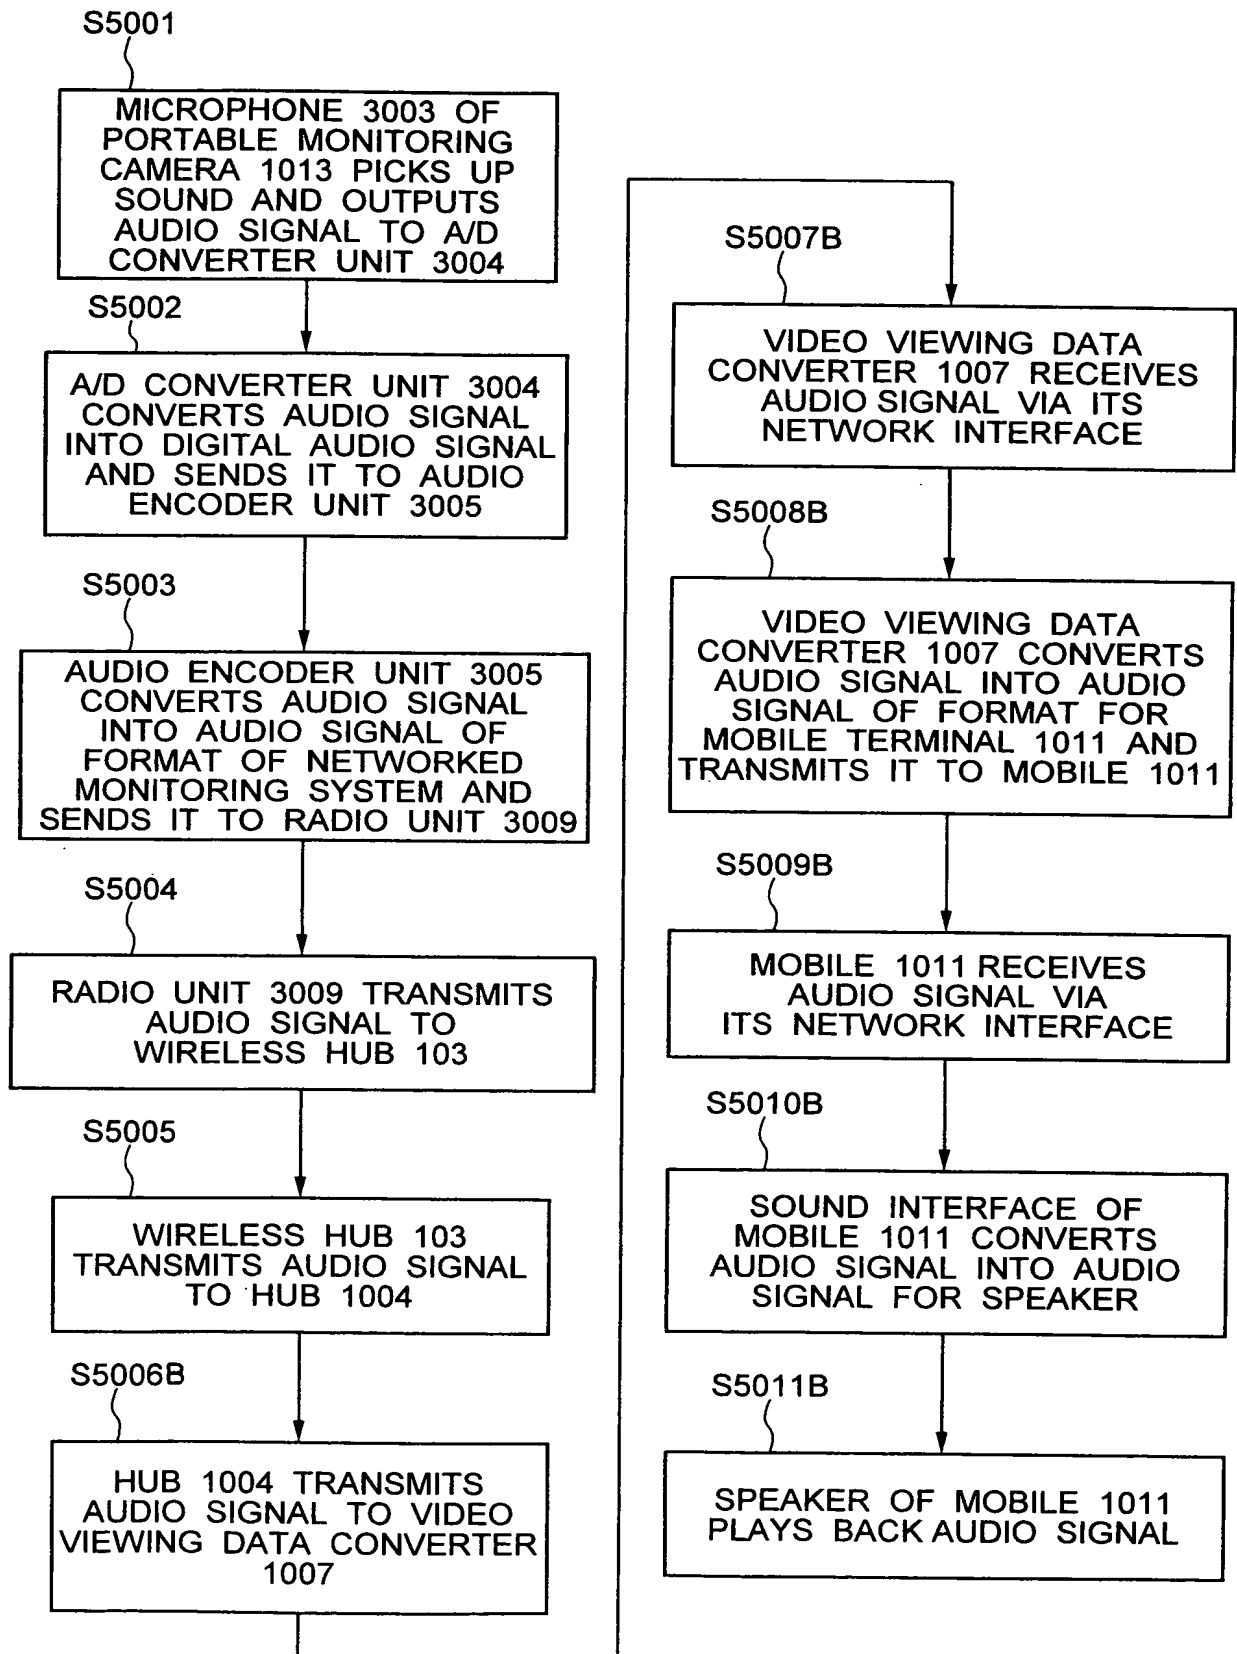 S5001
MICROPHONE 3003 OF
PORTABLE MONITORING
CAMERA 1013 PICKS UP
SOUND AND OUTPUTS
AUDIO SIGNAL TO A/D
CONVERTER UNIT 3004
S5002
A/D CONVERTER UNIT 3004
CONVERTS AUDIO SIGNAL
INTO DIGITAL AUDIO SIGNAL
AND SENDS IT TO AUDIO
ENCODER UNIT 3005
S5003
AUDIO ENCODER UNIT 3005
CONVERTS AUDIO SIGNAL
INTO AUDIO SIGNAL OF
FORMAT OF NETWORKED
MONITORING SYSTEM AND
SENDS IT TO RADIO UNIT 3009
S5004
RADIO UNIT 3009 TRANSMITS
AUDIO SIGNAL TO
WIRELESS HUB 103
S5005
WIRELESS HUB 103
TRANSMITS AUDIO SIGNAL
TO HUB 1004
S5006B
HUB 1004 TRANSMITS
AUDIO SIGNAL TO VIDEO
VIEWING DATA CONVERTER
1007
S5007B
VIDEO VIEWING DATA
CONVERTER 1007 RECEIVES
AUDIO SIGNAL VIA ITS
NETWORK INTERFACE
S5008B
VIDEO VIEWING DATA
CONVERTER 1007 CONVERTS
AUDIO SIGNAL INTO AUDIO
SIGNAL OF FORMAT FOR
MOBILE TERMINAL 1011 AND
TRANSMITS IT TO MOBILE 1011
S5009B
MOBILE 1011 RECEIVES
AUDIO SIGNAL VIA
ITS NETWORK INTERFACE
S5010B
SOUND INTERFACE OF
MOBILE 1011 CONVERTS
AUDIO SIGNAL INTO AUDIO
SIGNAL FOR SPEAKER
S5011B
SPEAKER OF MOBILE 1011
PLAYS BACK AUDIO SIGNAL